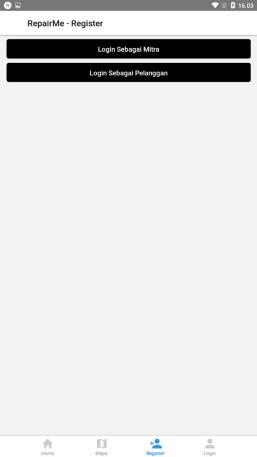 16.03
RepairMe - Register
Login Sebagai Mitra
Login Sebagai Pelanggan
Home
Maps
Register
Login